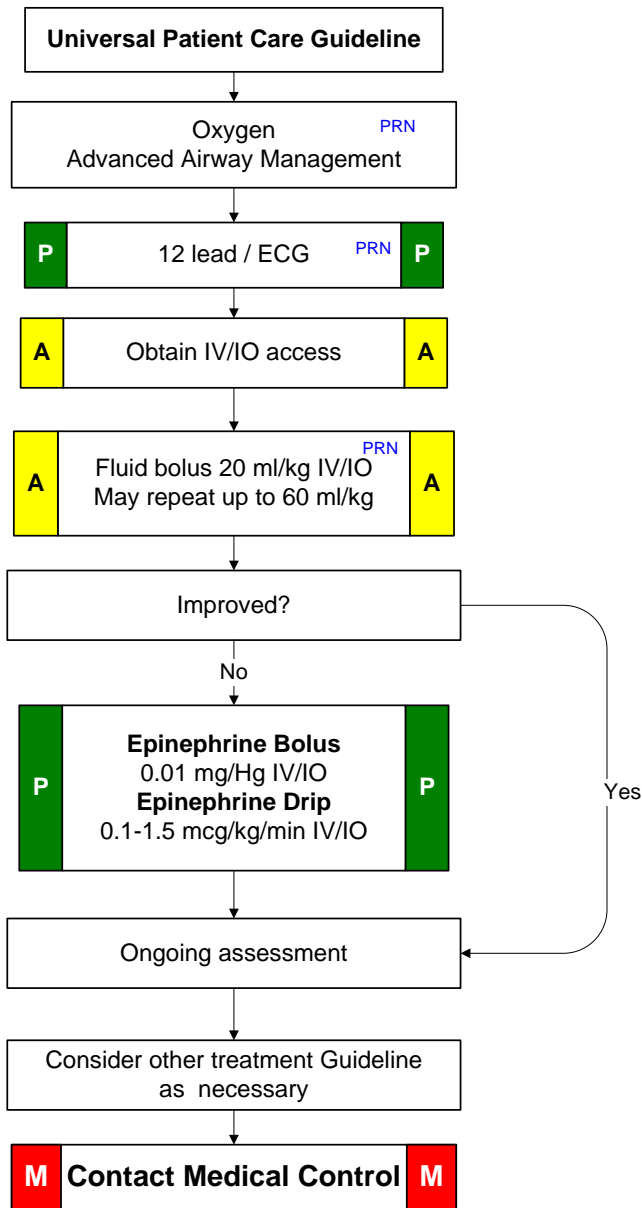 Universal Patient Care Guideline
Oxygen PRN
Advanced Airway Management
P 12 lead / ECG PRN P
A Obtain IV/IO access A
PRN
Fluid bolus 20 ml/kg IV/IO
A A
May repeat up to 60 ml/kg
Improved?
No
Epinephrine Bolus
0.01 mg/Hg IV/IO
P P
Yes
Epinephrine Drip
0.1-1.5 mcg/kg/min IV/IO
Ongoing assessment
Consider other treatment Guideline
as necessary
M Contact Medical Control M